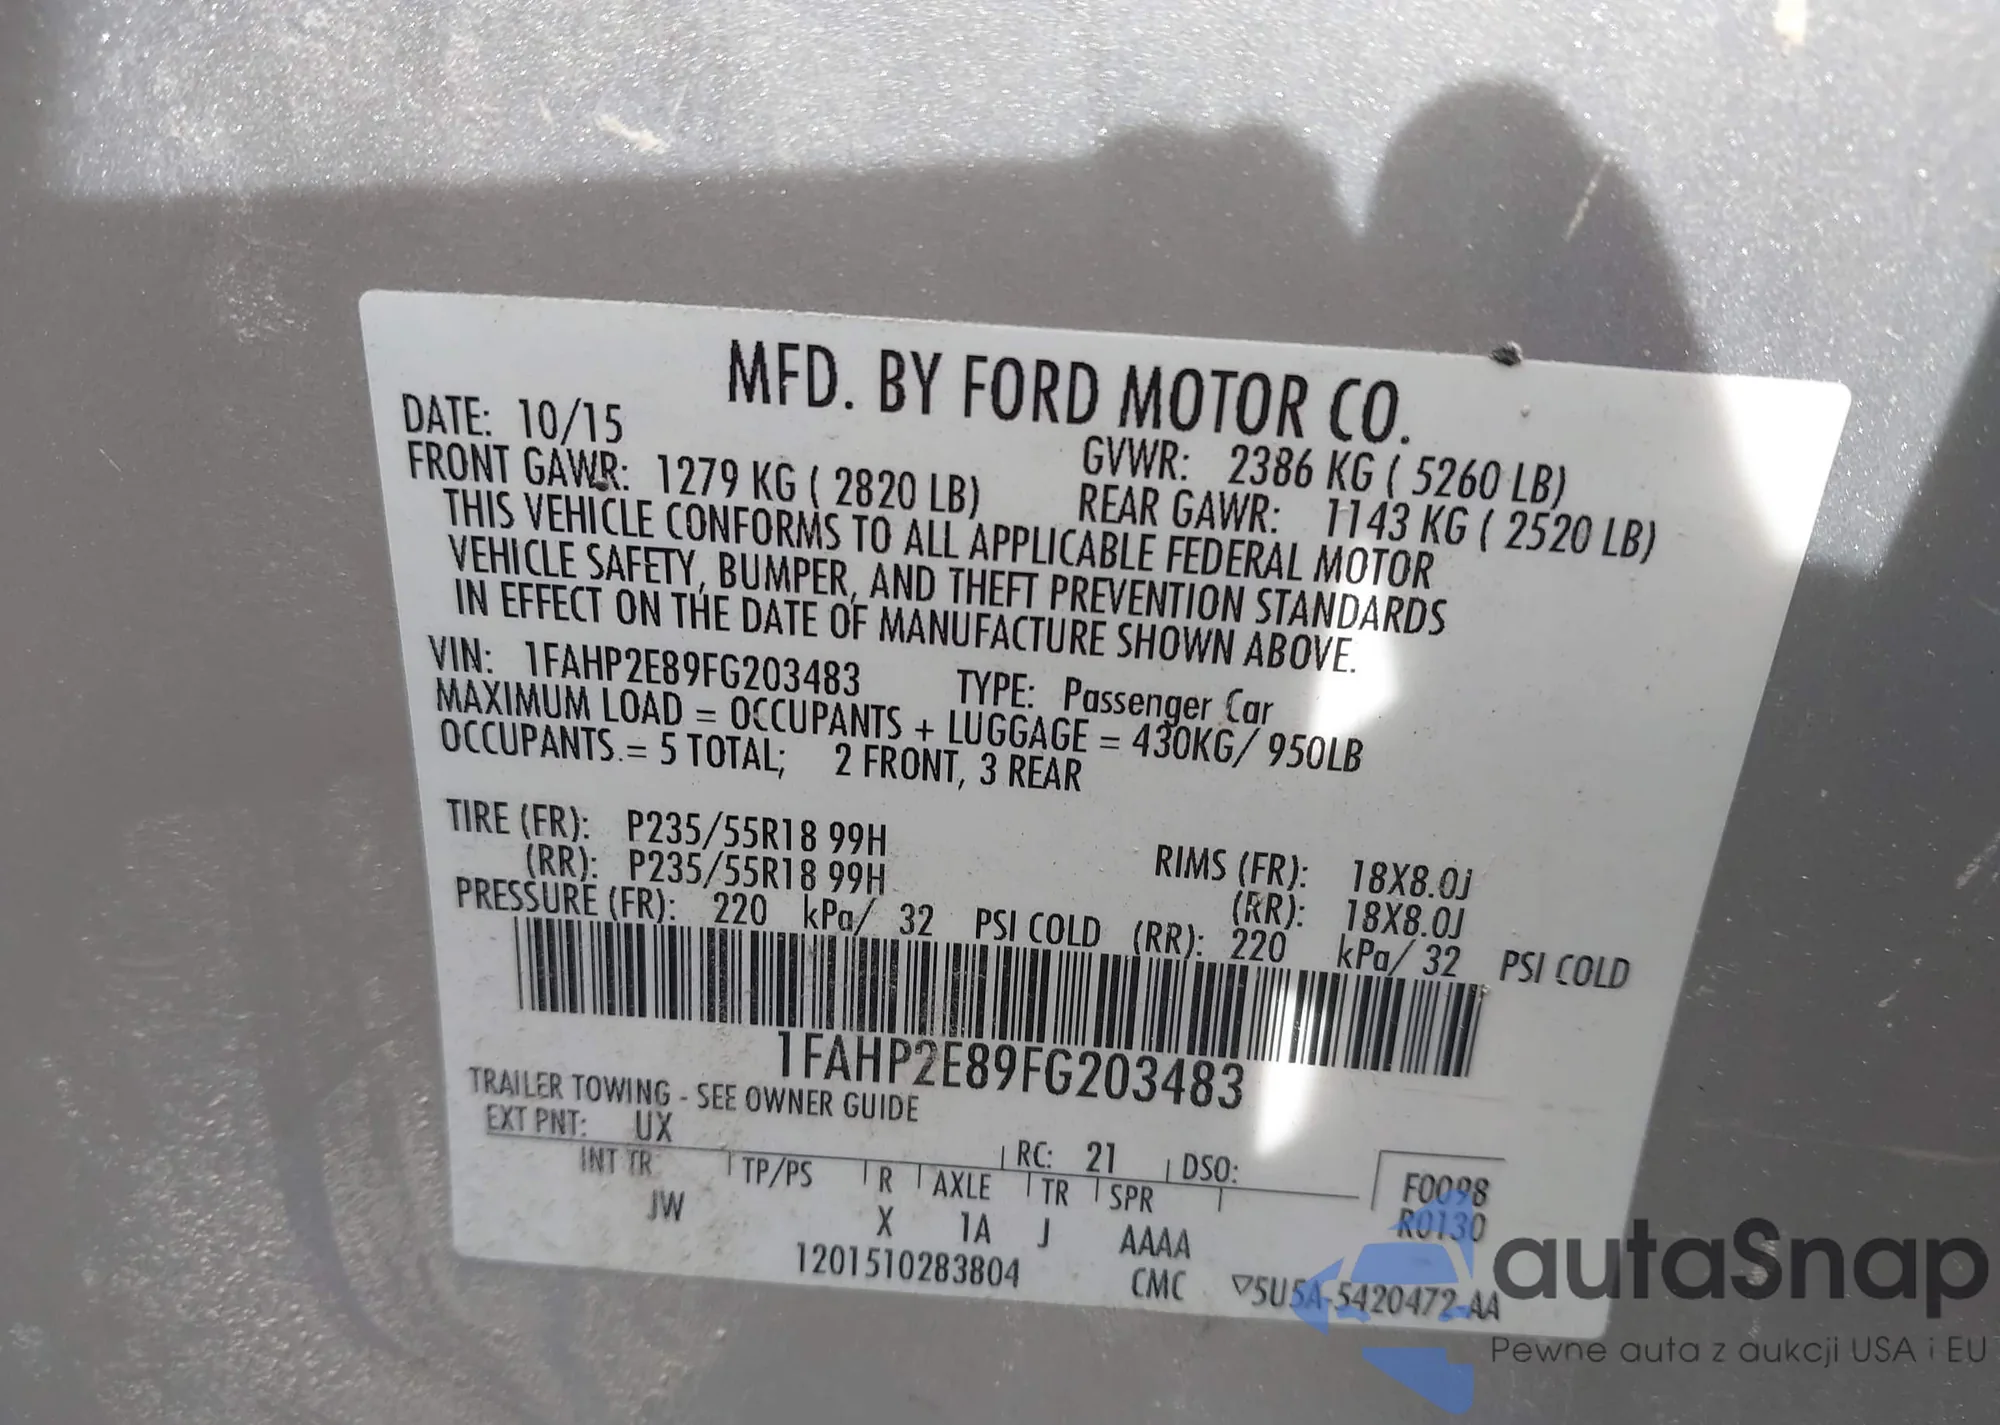 MFD. BY FORD MOTOR CO.
DATE: 10/15 GVWR: 2386 KG ( 5260 LB)
FRONT GAWR: 1279 KG ( 2820 LB) REAR GAWR: 1143 KG ( 2520 LB)
THIS VEHICLE CONFORMS TO ALL APPLICABLE FEDERAL MOTOR
VEHICLE SAFETY, BUMPER, AND THEFT PREVENTION STANDARDS
IN EFFECT ON THE DATE OF MANUFACTURE SHOWN ABOVE.
VIN: 1FAHP2E89FG203483 TYPE: Passenger Car
MAXIMUM LOAD = OCCUPANTS + LUGGAGE = 430KG/ 950LB
OCCUPANTS = 5 TOTAL; 2 FRONT, 3 REAR
TIRE (FR): P235/55R18 99H RIMS (FR): 18X8.0J
(RR): P235/55R18 99H (RR): 18X8.0J
PRESSURE (FR): 220 kPa/ 32 PSI COLD (RR): 220 kPa/ 32 PSI COLD
1FAHP2E89FG203483
TRAILER TOWING - SEE OWNER GUIDE
EXT PNT: UX RC: 21 DSO: F0098
INT TR TP/PS R AXLE TR SPR R0130
JW X 1A J AAAA
1201510283804 CMC ▽5U5A-5420472-AA
autaSnap
Pewne auta z aukcji USA i EU